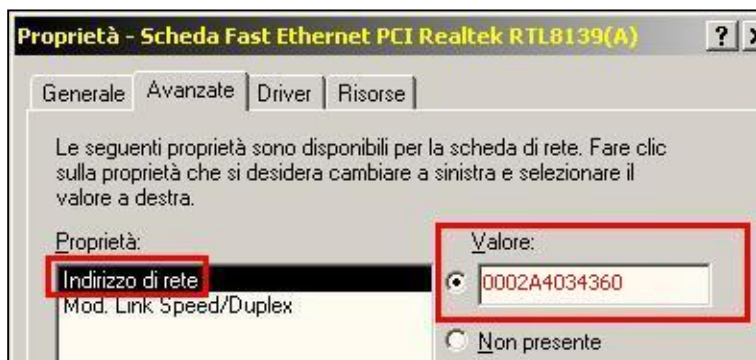 Proprietà - Scheda Fast Ethernet PCI Realtek RTL8139(A)
Generale Avanzate Driver Risorse
Le seguenti proprietà sono disponibili per la scheda di rete. Fare clic
sulla proprietà che si desidera cambiare a sinistra e selezionare il
valore a destra.
Proprietà: Valore:
Indirizzo di rete 0002A4034360
Mod. Link Speed/Duplex
Non presente